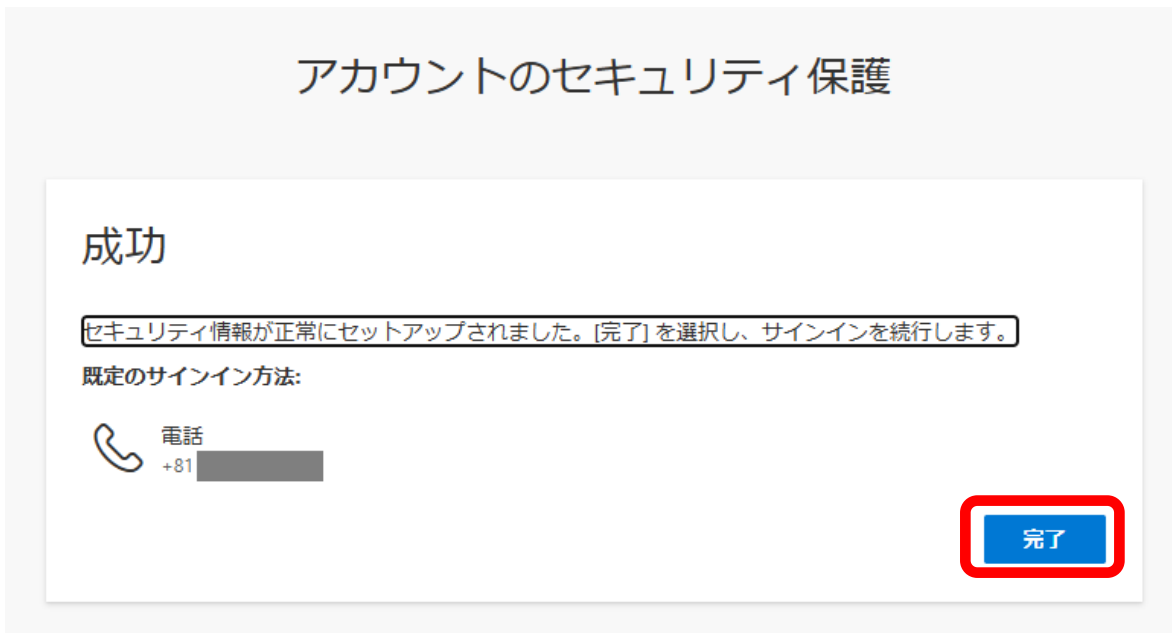 アカウントのセキュリティ保護
成功
セキュリティ情報が正常にセットアップされました。[完了] を選択し、サインインを続行します。
既定のサインイン方法:
電話
+81
完了